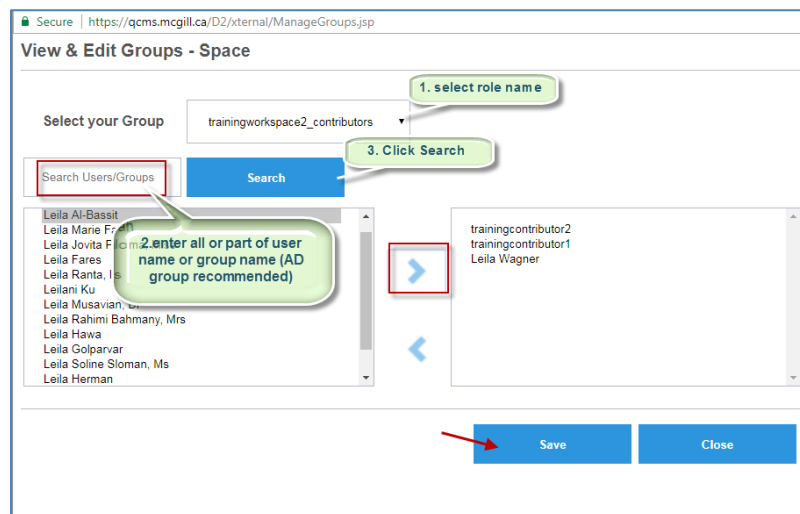 Secure | https://qcms.mcgill.ca/D2/xternal/ManageGroups.jsp
View & Edit Groups - Space
1. select role name
Select your Group
trainingworkspace2_contributors
3. Click Search
Search Users/Groups
Search
Leila Al-Bassit
Leila Marie
Leila Jovita
Leila Fares
Leila Ranta,
Leilani Ku
Leila Musavian,
Leila Rahimi Bahmany, Mrs
Leila Hawa
Leila Golparvar
Leila Soline Sloman, Ms
Leila Herman
2.enter all or part of user
name or group name (AD
group recommended)
trainingcontributor2
trainingcontributor1
Leila Wagner
Save
Close